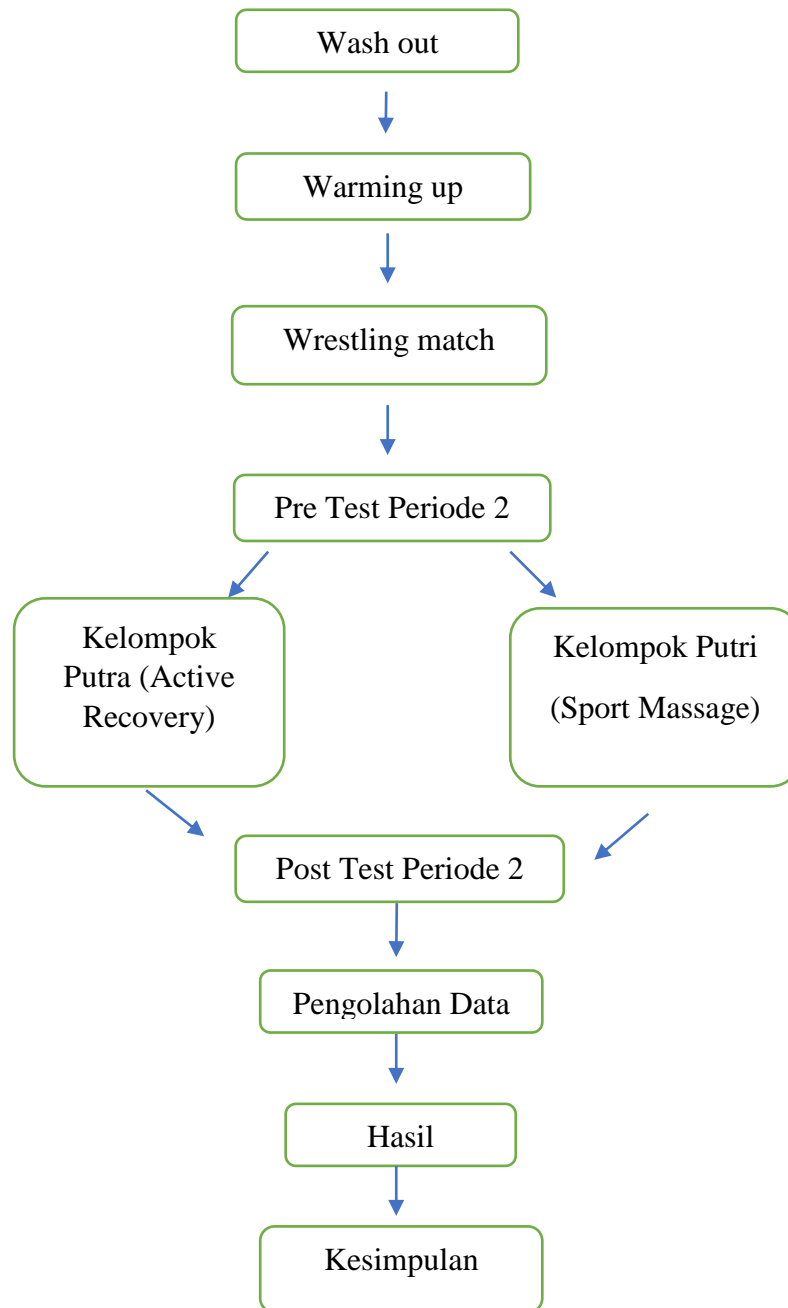 Wash out
Warming up
Wrestling match
Pre Test Periode 2
Kelompok
Putra (Active
Recovery)
Kelompok Putri
(Sport Massage)
Post Test Periode 2
Pengolahan Data
Hasil
Kesimpulan